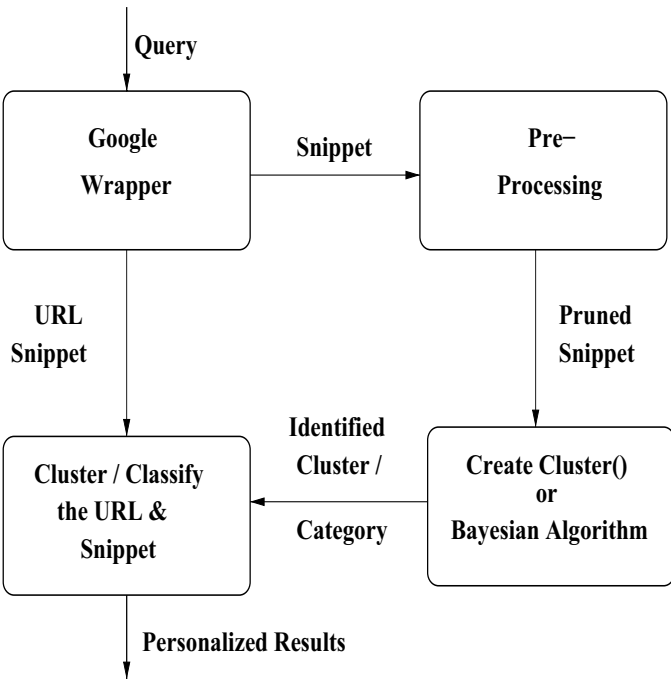 Query
Google
Wrapper
Snippet
Pre−
Processing
URL
Snippet
Pruned
Snippet
Identified
Cluster /
Category
Cluster / Classify
the URL &
Snippet
Create Cluster()
or
Bayesian Algorithm
Personalized Results